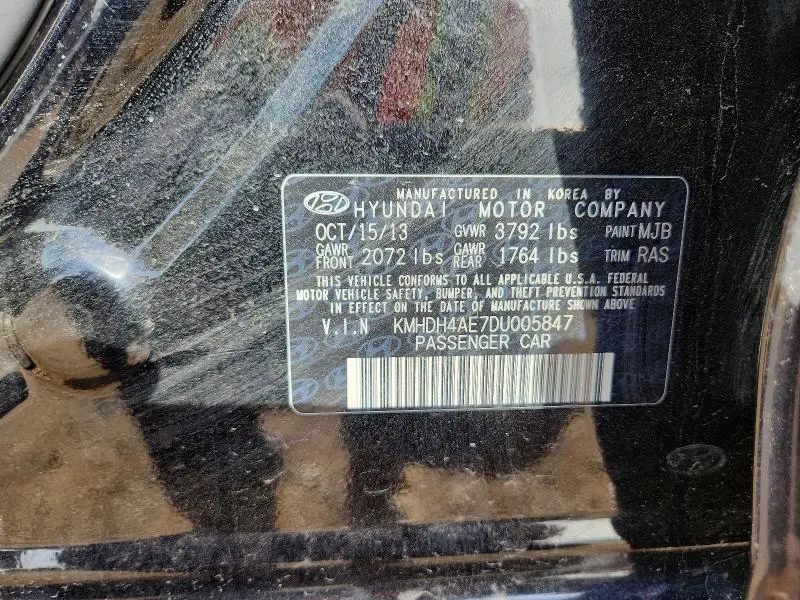 MANUFACTURED IN KOREA BY
HYUNDAI MOTOR COMPANY
OCT/15/13 GVWR 3792 lbs PAINT MJB
GAWR FRONT 2072 lbs GAWR REAR 1764 lbs TRIM RAS
THIS VEHICLE CONFORMS TO ALL APPLICABLE U.S.A. FEDERAL
MOTOR VEHICLE SAFETY, BUMPER, AND THEFT PREVENTION STANDARDS
IN EFFECT ON THE DATE OF MANUFACTURE SHOWN ABOVE
V.I.N KMHDH4AE7DU005847
PASSENGER CAR